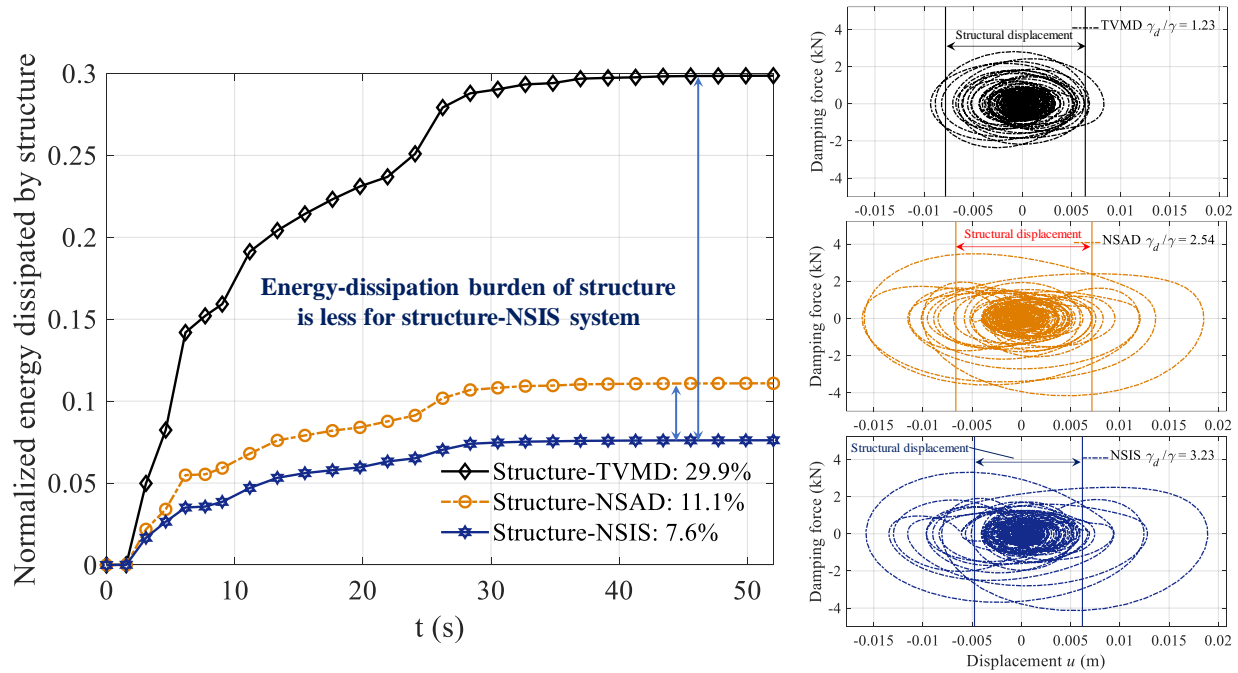 Normalized energy dissipated by structure
0.3
0.25
0.2
0.15
0.1
0.05
0
Energy-dissipation burden of structure
is less for structure-NSIS system
Structure-TVMD: 29.9%
Structure-NSAD: 11.1%
Structure-NSIS: 7.6%
0 10 20 30 40 50
t (s)
Damping force (kN)
4
2
0
-2
-4
Structural displacement
TVMD γd/γ = 1.23
-0.015 -0.01 -0.005 0 0.005 0.01 0.015 0.02
Damping force (kN)
4
2
0
-2
-4
Structural displacement
NSAD γd/γ = 2.54
-0.015 -0.01 -0.005 0 0.005 0.01 0.015 0.02
Damping force (kN)
4
2
0
-2
-4
Structural displacement
NSIS γd/γ = 3.23
-0.015 -0.01 -0.005 0 0.005 0.01 0.015 0.02
Displacement u (m)